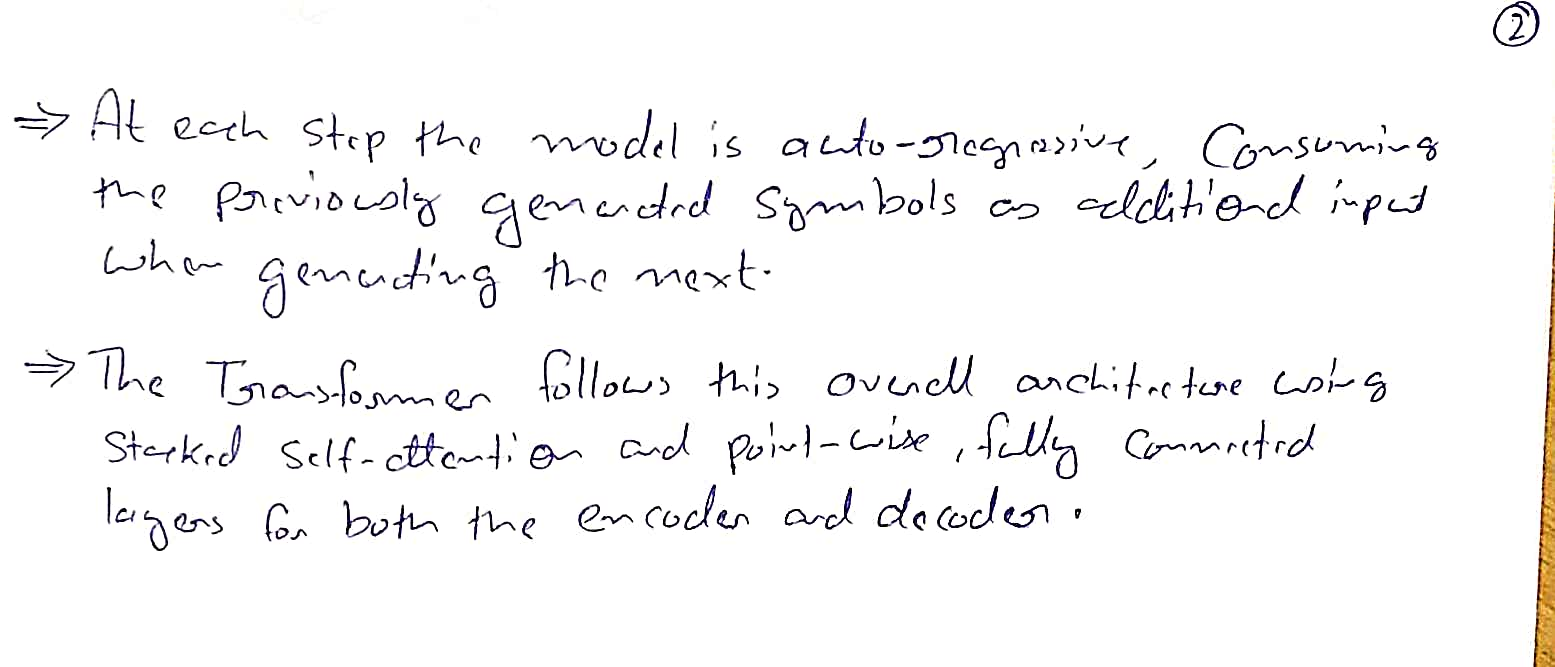 ②
⇒ At each step the model is auto-regressive, Consuming
the previously generated symbols as additional input
when generating the next.
⇒ The Transformer follows this overall architecture using
Stacked Self-attention and point-wise, fully connected
layers for both the encoder and decoder.